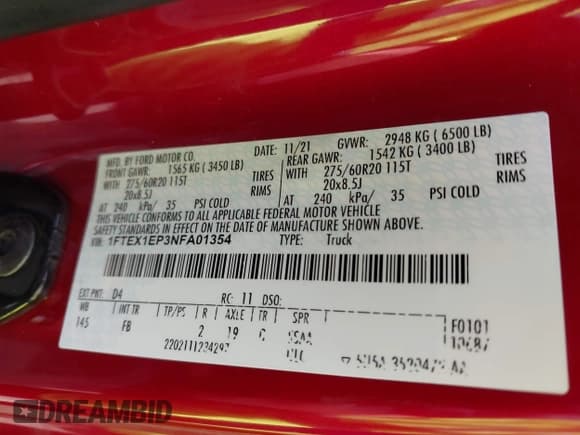 MFD. BY FORD MOTOR CO.
DATE: 11/21 GVWR: 2948 KG ( 6500 LB)
FRONT GAWR: 1565 KG ( 3450 LB) REAR GAWR: 1542 KG ( 3400 LB)
WITH 275/60R20 115T TIRES WITH 275/60R20 115T TIRES
20x8.5J RIMS 20x8.5J RIMS
AT 240 kPa/ 35 PSI COLD AT 240 kPa/ 35 PSI COLD
THIS VEHICLE CONFORMS TO ALL APPLICABLE FEDERAL MOTOR VEHICLE
SAFETY STANDARDS IN EFFECT ON THE DATE OF MANUFACTURE SHOWN ABOVE.
VIN: 1FTEX1EP3NFA01354 TYPE: Truck
EXT PNT: D4 RC: 11 DSO:
WB INT TR TP/PS R AXLE TR SPR
145 FB 2 19
F0101
DREAMBID